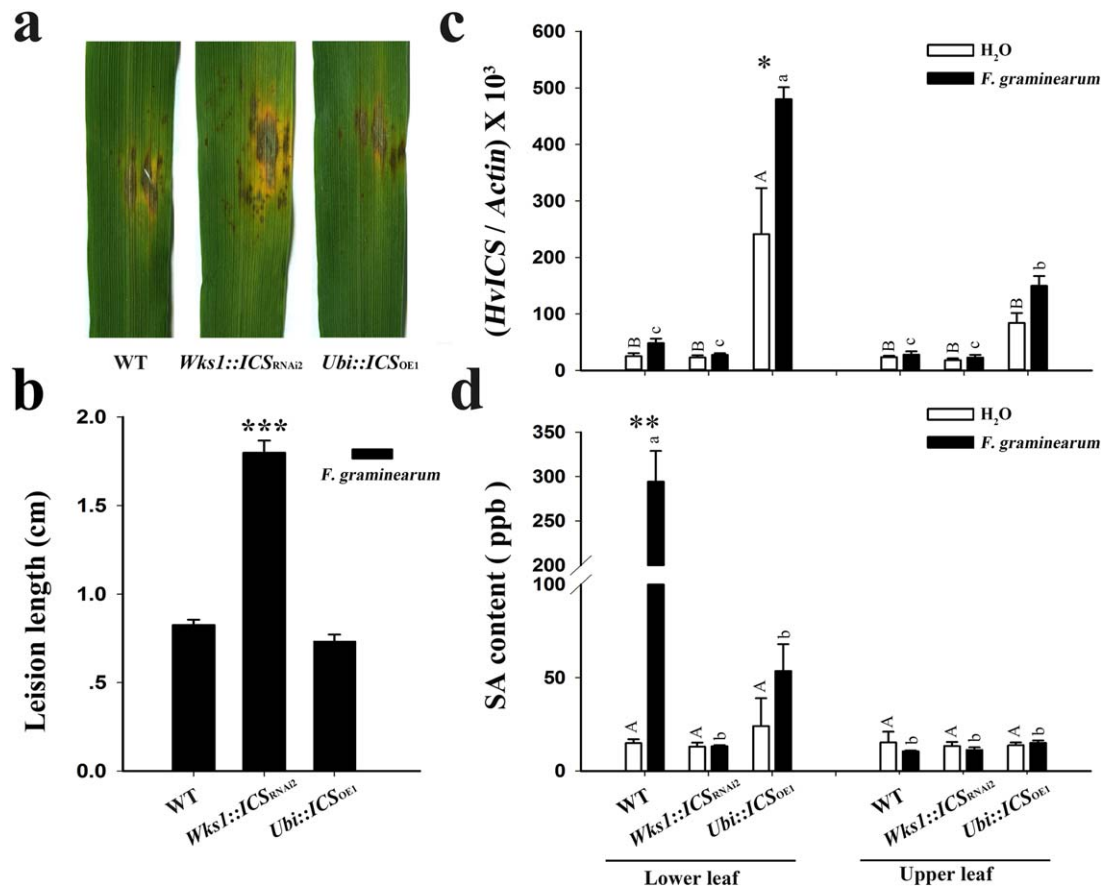 a
WT Wks1::ICSRNAi2 Ubi::ICSOE1
b
2.0
1.5
1.0
.5
0.0
Leision length (cm)
***
F. graminearum
WT
Wks1::ICSRNAi2
Ubi::ICSOE1
c
600
500
400
300
200
100
0
(HvICS / Actin) X 10³
H₂O
F. graminearum
*
B c B c A a B c B c B b
d
350
300
250
200
100
50
0
SA content ( ppb )
H₂O
F. graminearum
**
A a A b A b A b A b A b
WT
Wks1::ICSRNAi2
Ubi::ICSOE1
WT
Wks1::ICSRNAi2
Ubi::ICSOE1
Lower leaf
Upper leaf